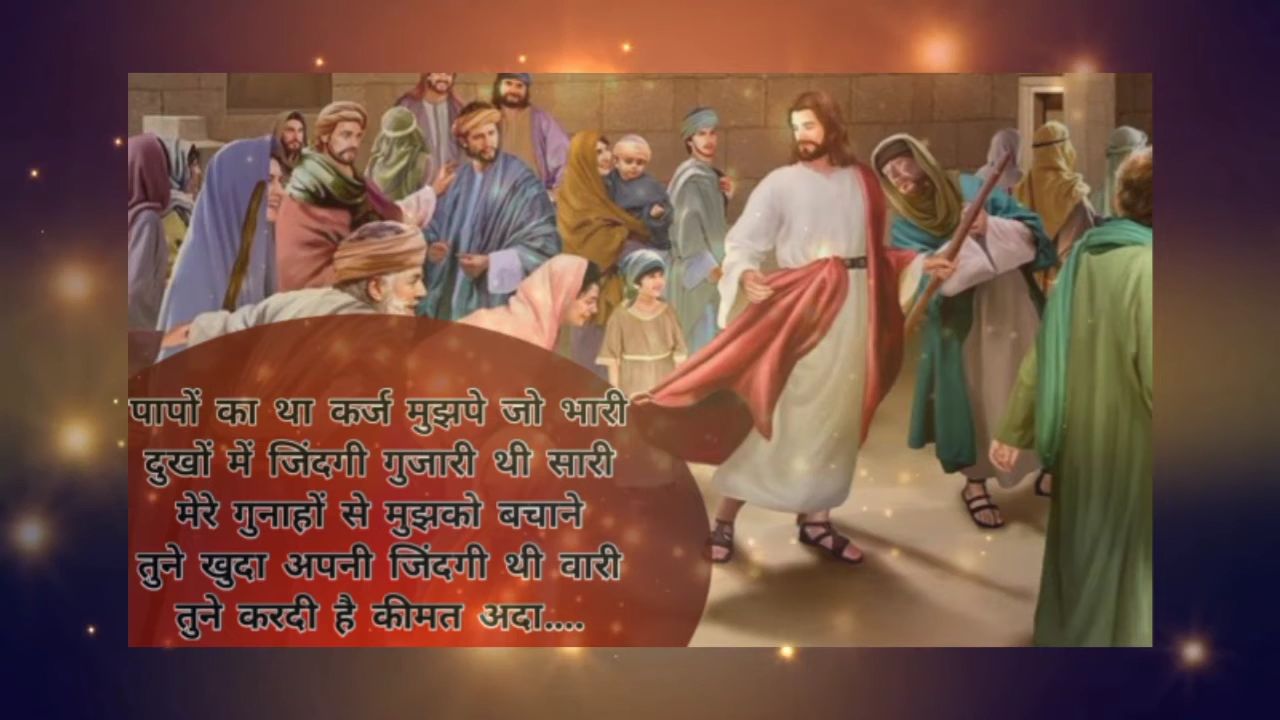 पापों का था कर्ज मुझपे जो भारी
दुखों में जिंदगी गुजारी थी सारी
मेरे गुनाहों से मुझको बचाने
तुने खुदा अपनी जिंदगी थी वारी
तुने करदी है कीमत अदा....